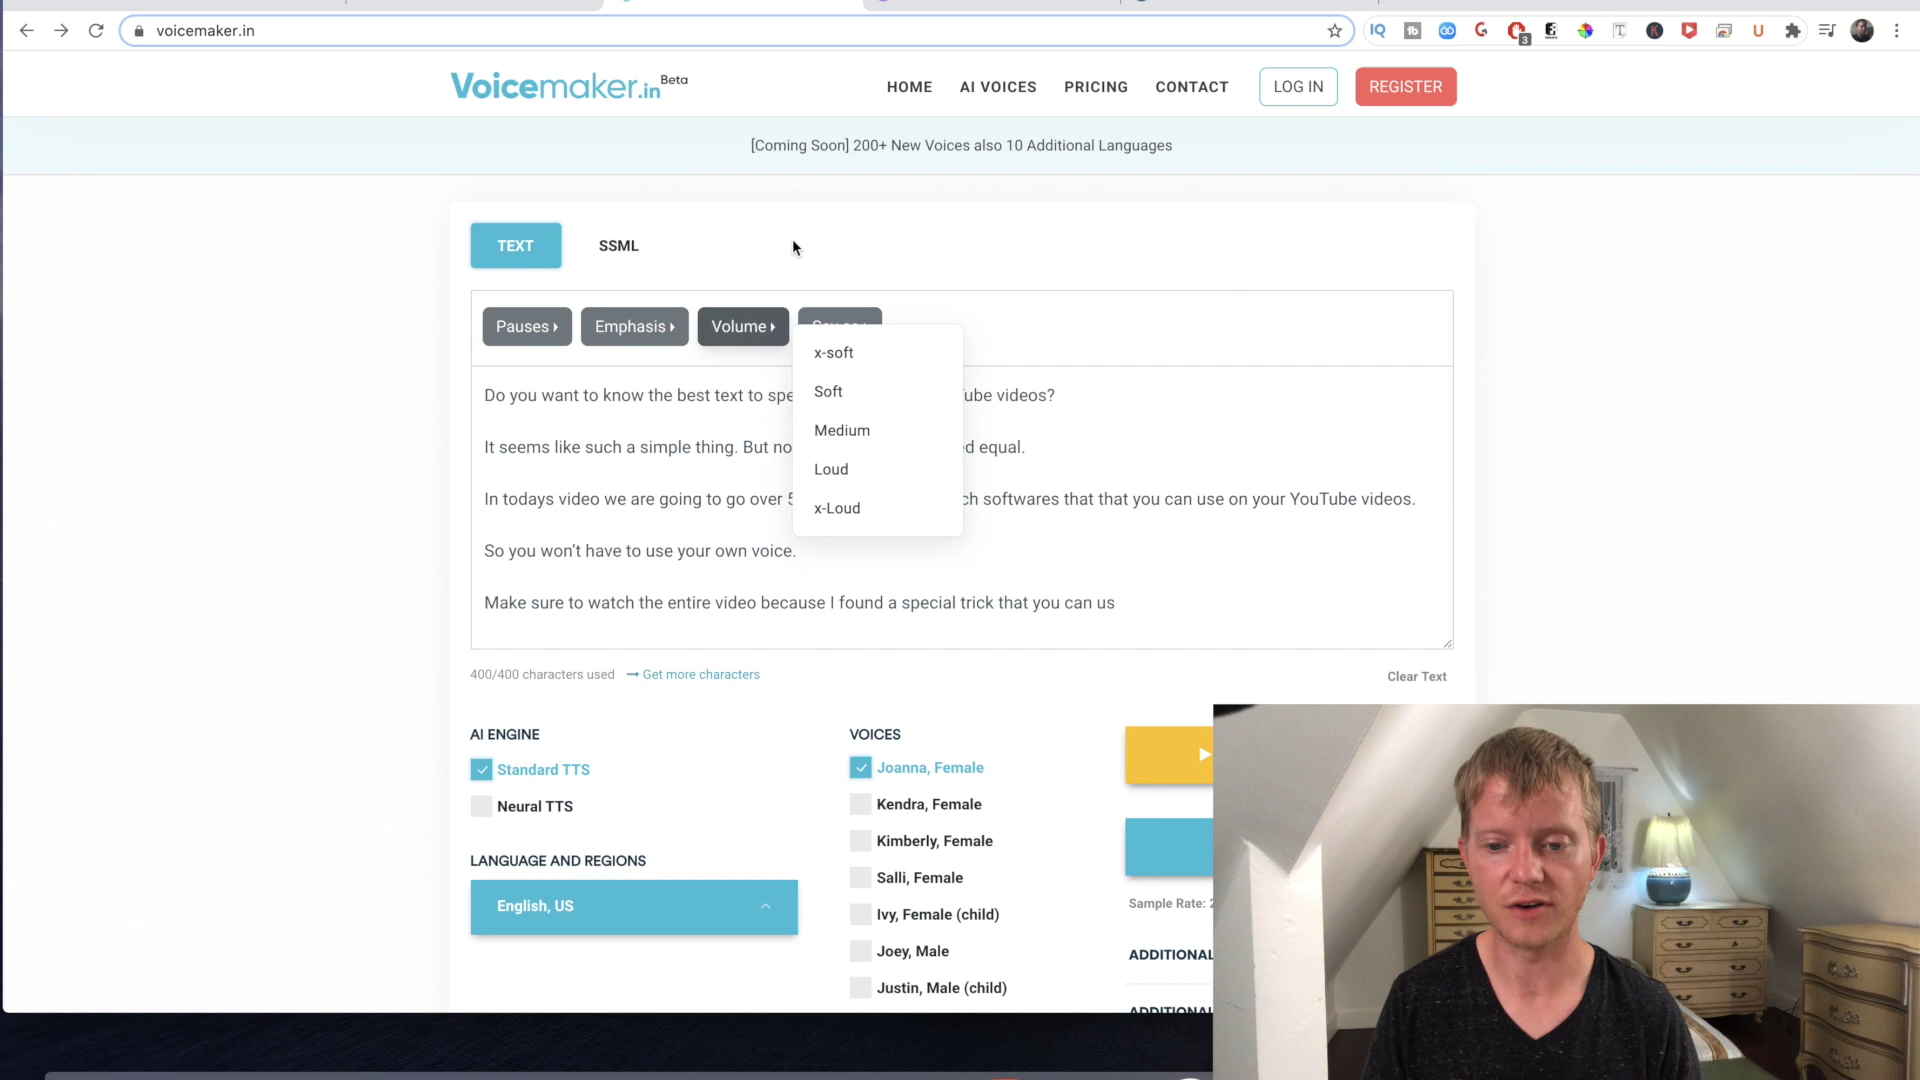 voicemaker.in
Voicemaker.in Beta
HOME AI VOICES PRICING CONTACT LOG IN REGISTER
[Coming Soon] 200+ New Voices also 10 Additional Languages
TEXT SSML
Pauses Emphasis Volume
x-soft
Soft
Medium
Loud
x-Loud
Do you want to know the best text to spe ube videos?
It seems like such a simple thing. But no d equal.
In todays video we are going to go over 5 ch softwares that that you can use on your YouTube videos.
So you won't have to use your own voice.
Make sure to watch the entire video because I found a special trick that you can us
400/400 characters used Get more characters
Clear Text
AI ENGINE
Standard TTS
Neural TTS
LANGUAGE AND REGIONS
English, US
VOICES
Joanna, Female
Kendra, Female
Kimberly, Female
Salli, Female
Ivy, Female (child)
Joey, Male
Justin, Male (child)
Sample Rate: 2
ADDITIONAL
ADDITIONAL